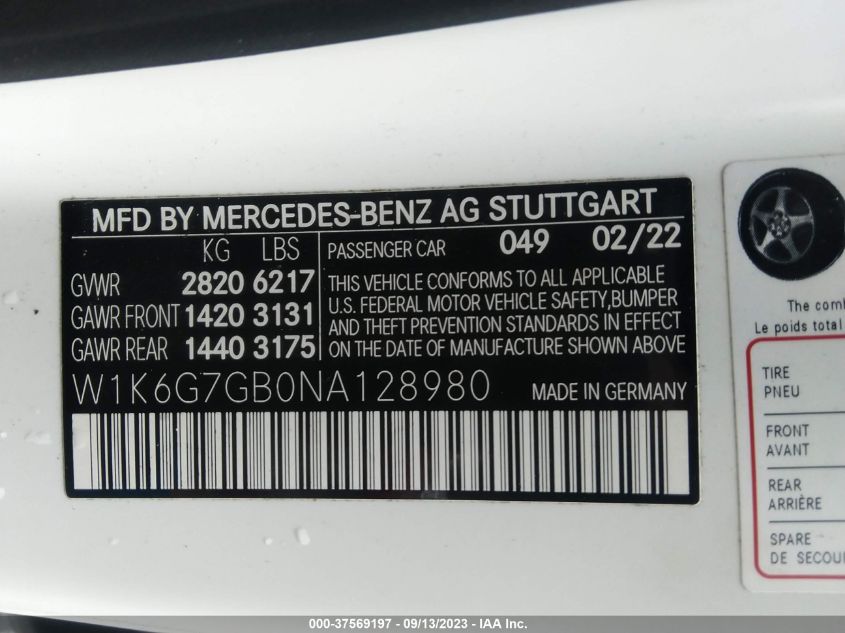 MFD BY MERCEDES-BENZ AG STUTTGART
KG LBS
GVWR 2820 6217
GAWR FRONT 1420 3131
GAWR REAR 1440 3175
PASSENGER CAR 049 02/22
THIS VEHICLE CONFORMS TO ALL APPLICABLE
U.S. FEDERAL MOTOR VEHICLE SAFETY, BUMPER
AND THEFT PREVENTION STANDARDS IN EFFECT
ON THE DATE OF MANUFACTURE SHOWN ABOVE
W1K6G7GB0NA128980 MADE IN GERMANY
The
Le poids total
TIRE
PNEU
FRONT
AVANT
REAR
ARRIÈRE
SPARE
DE
000-37569197 - 09/13/2023 - IAA Inc.